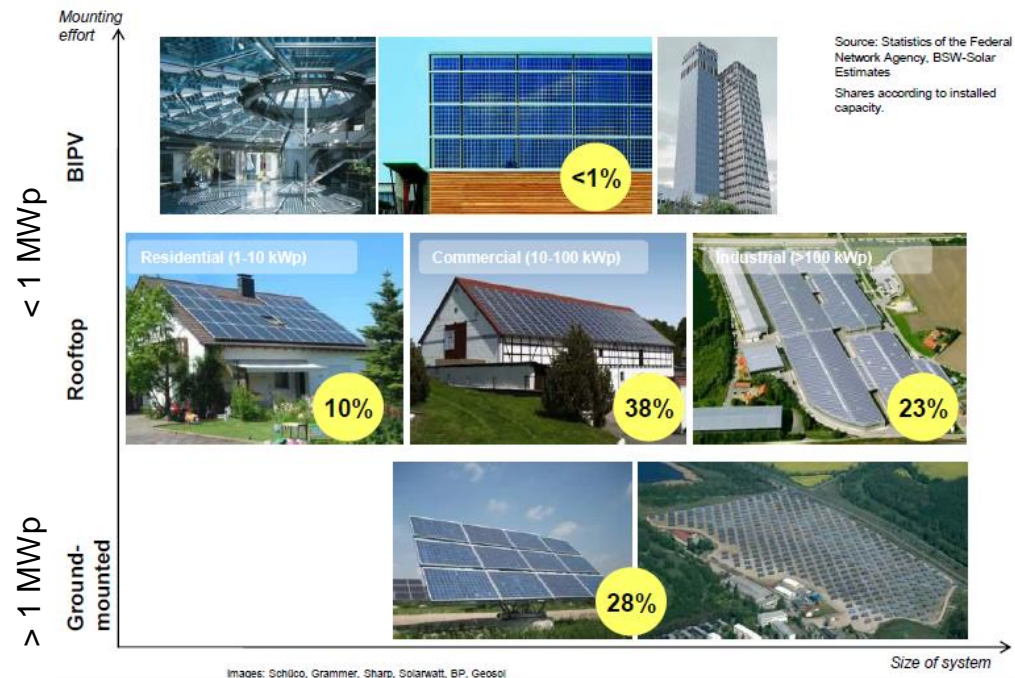 Mounting
effort
Source: Statistics of the Federal
Network Agency, BSW-Solar
Estimates
Shares according to installed
capacity.
BIPV
<1%
< 1 MWp
Residential (1-10 kWp)
Commercial (10-100 kWp)
Industrial (>100 kWp)
Rooftop
10%
38%
23%
> 1 MWp
Ground-
mounted
28%
Size of system
Images: Schüco, Grammer, Sharp, Solarwatt, BP, Geosol